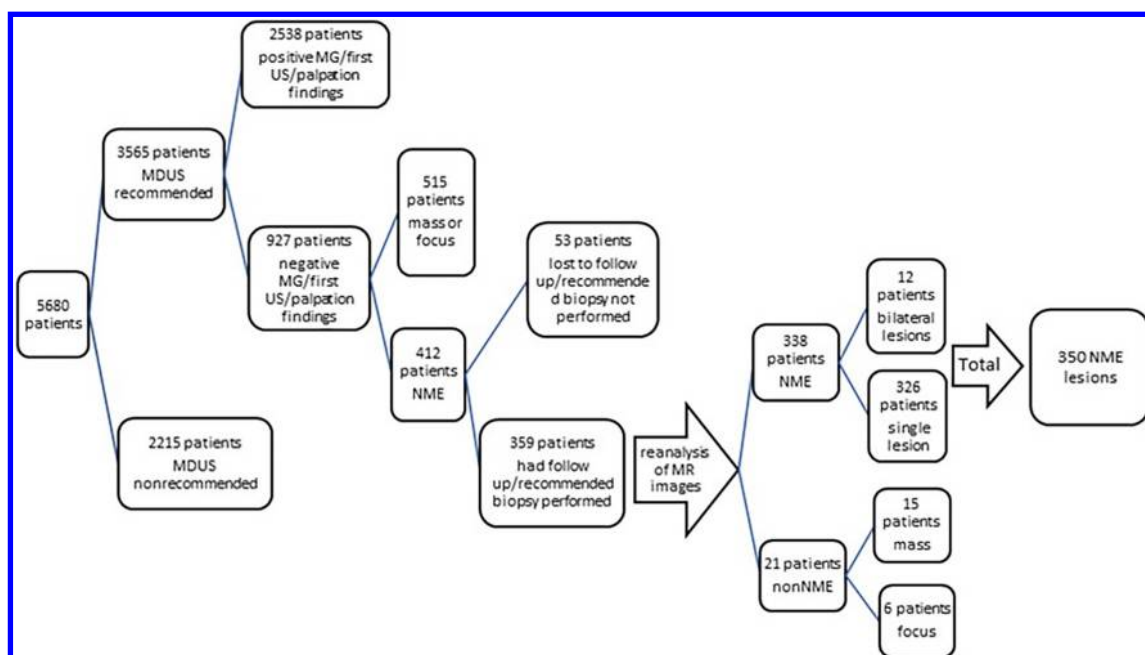 5680
patients
3565 patients
MDUS
recommended
2215 patients
MDUS
nonrecommended
2538 patients
positive MG/first
US/palpation
findings
927 patients
negative
MG/first
US/palpation
findings
515
patients
mass or
focus
412
patients
NME
53 patients
lost to follow
up/recommende
d biopsy not
performed
359 patients
had follow
up/recommended
biopsy performed
reanalysis
of MR
images
338
patients
NME
21 patients
nonNME
12
patients
bilateral
lesions
326
patients
single
lesion
15
patients
mass
6 patients
focus
Total
350 NME
lesions